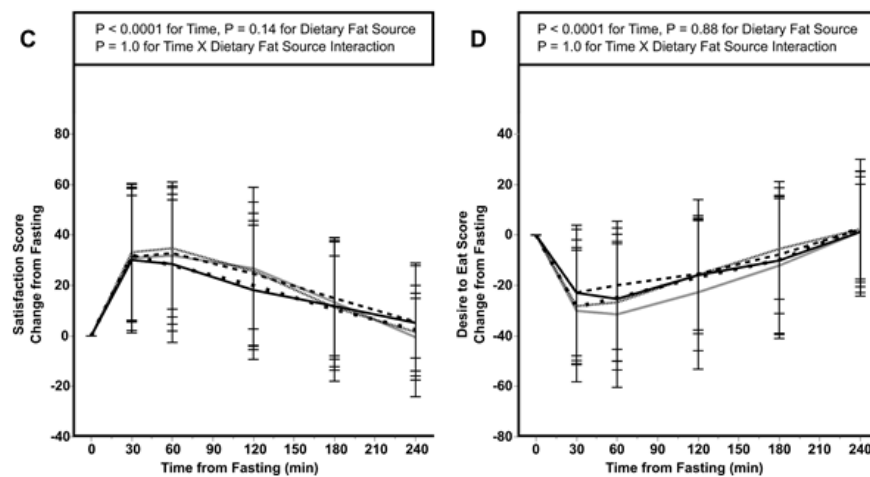 C
P < 0.0001 for Time, P = 0.14 for Dietary Fat Source
P = 1.0 for Time X Dietary Fat Source Interaction
80
60
40
20
0
-20
-40
Satisfaction Score
Change from Fasting
0 30 60 90 120 150 180 210 240
Time from Fasting (min)
D
P < 0.0001 for Time, P = 0.88 for Dietary Fat Source
P = 1.0 for Time X Dietary Fat Source Interaction
40
20
0
-20
-40
-60
-80
Desire to Eat Score
Change from Fasting
0 30 60 90 120 150 180 210 240
Time from Fasting (min)